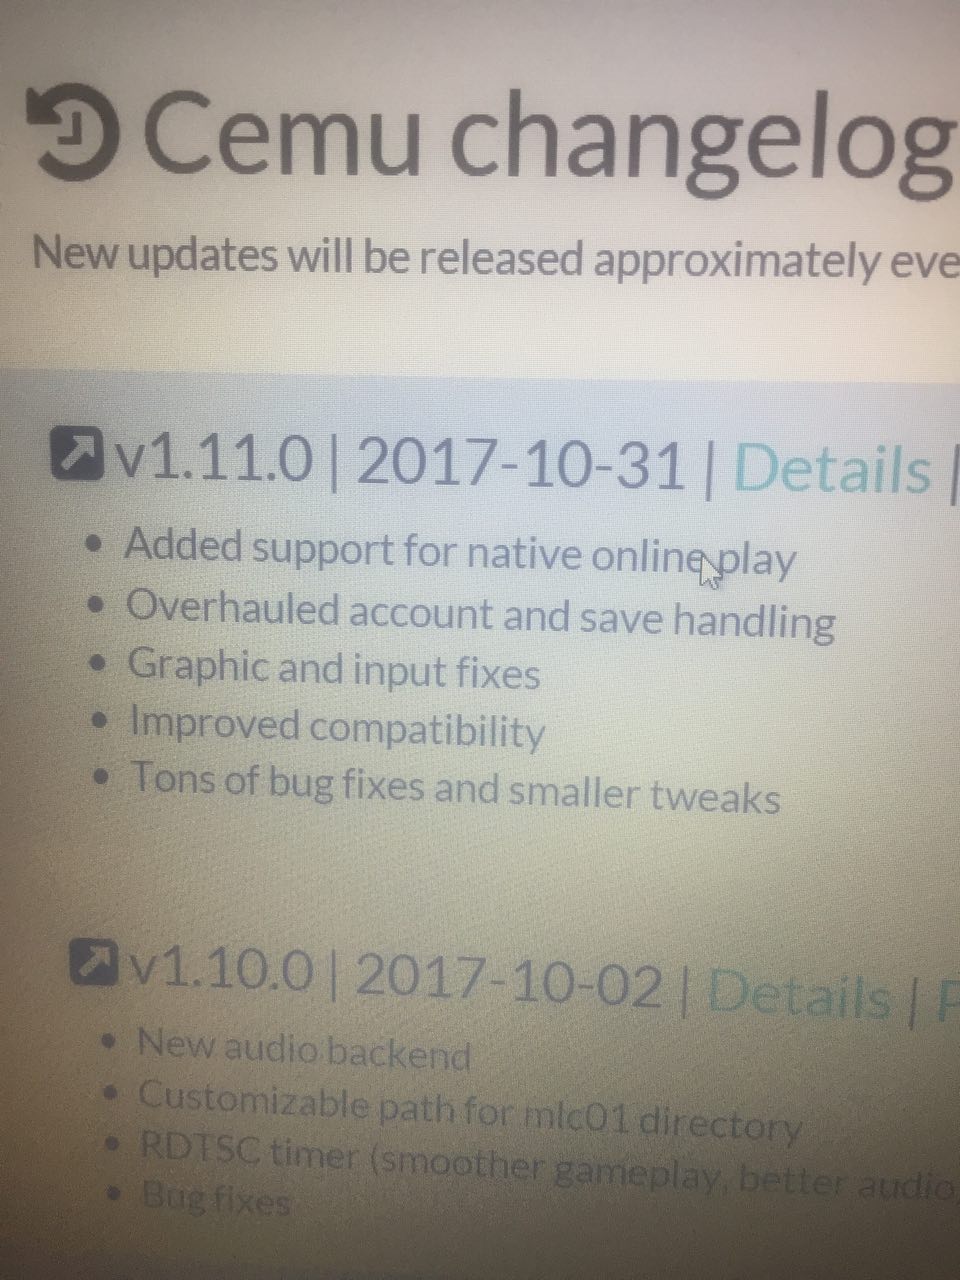 Cemu changelog
New updates will be released approximately eve
v1.11.0 | 2017-10-31 | Details |
• Added support for native online play
• Overhauled account and save handling
• Graphic and input fixes
• Improved compatibility
• Tons of bug fixes and smaller tweaks
v1.10.0 | 2017-10-02 | Details |
• New audio backend
• Customizable path for mlc01 directory
• RDTSC timer (smoother gameplay, better audio
• Bug fixes